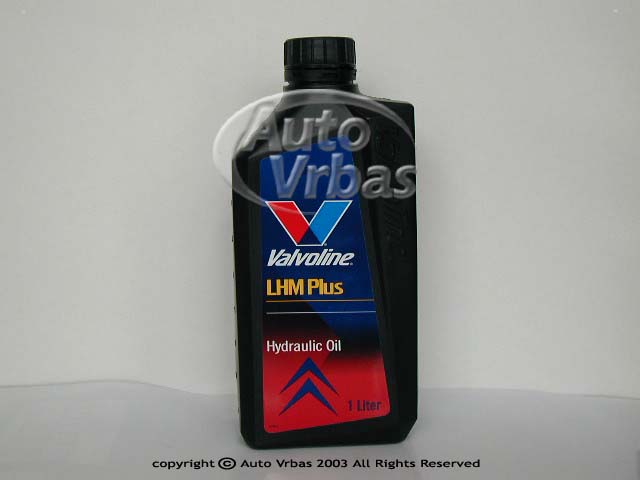 Auto
Vrbas
Valvoline
LHM Plus
Hydraulic Oil
1 Liter
copyright © Auto Vrbas 2003 All Rights Reserved